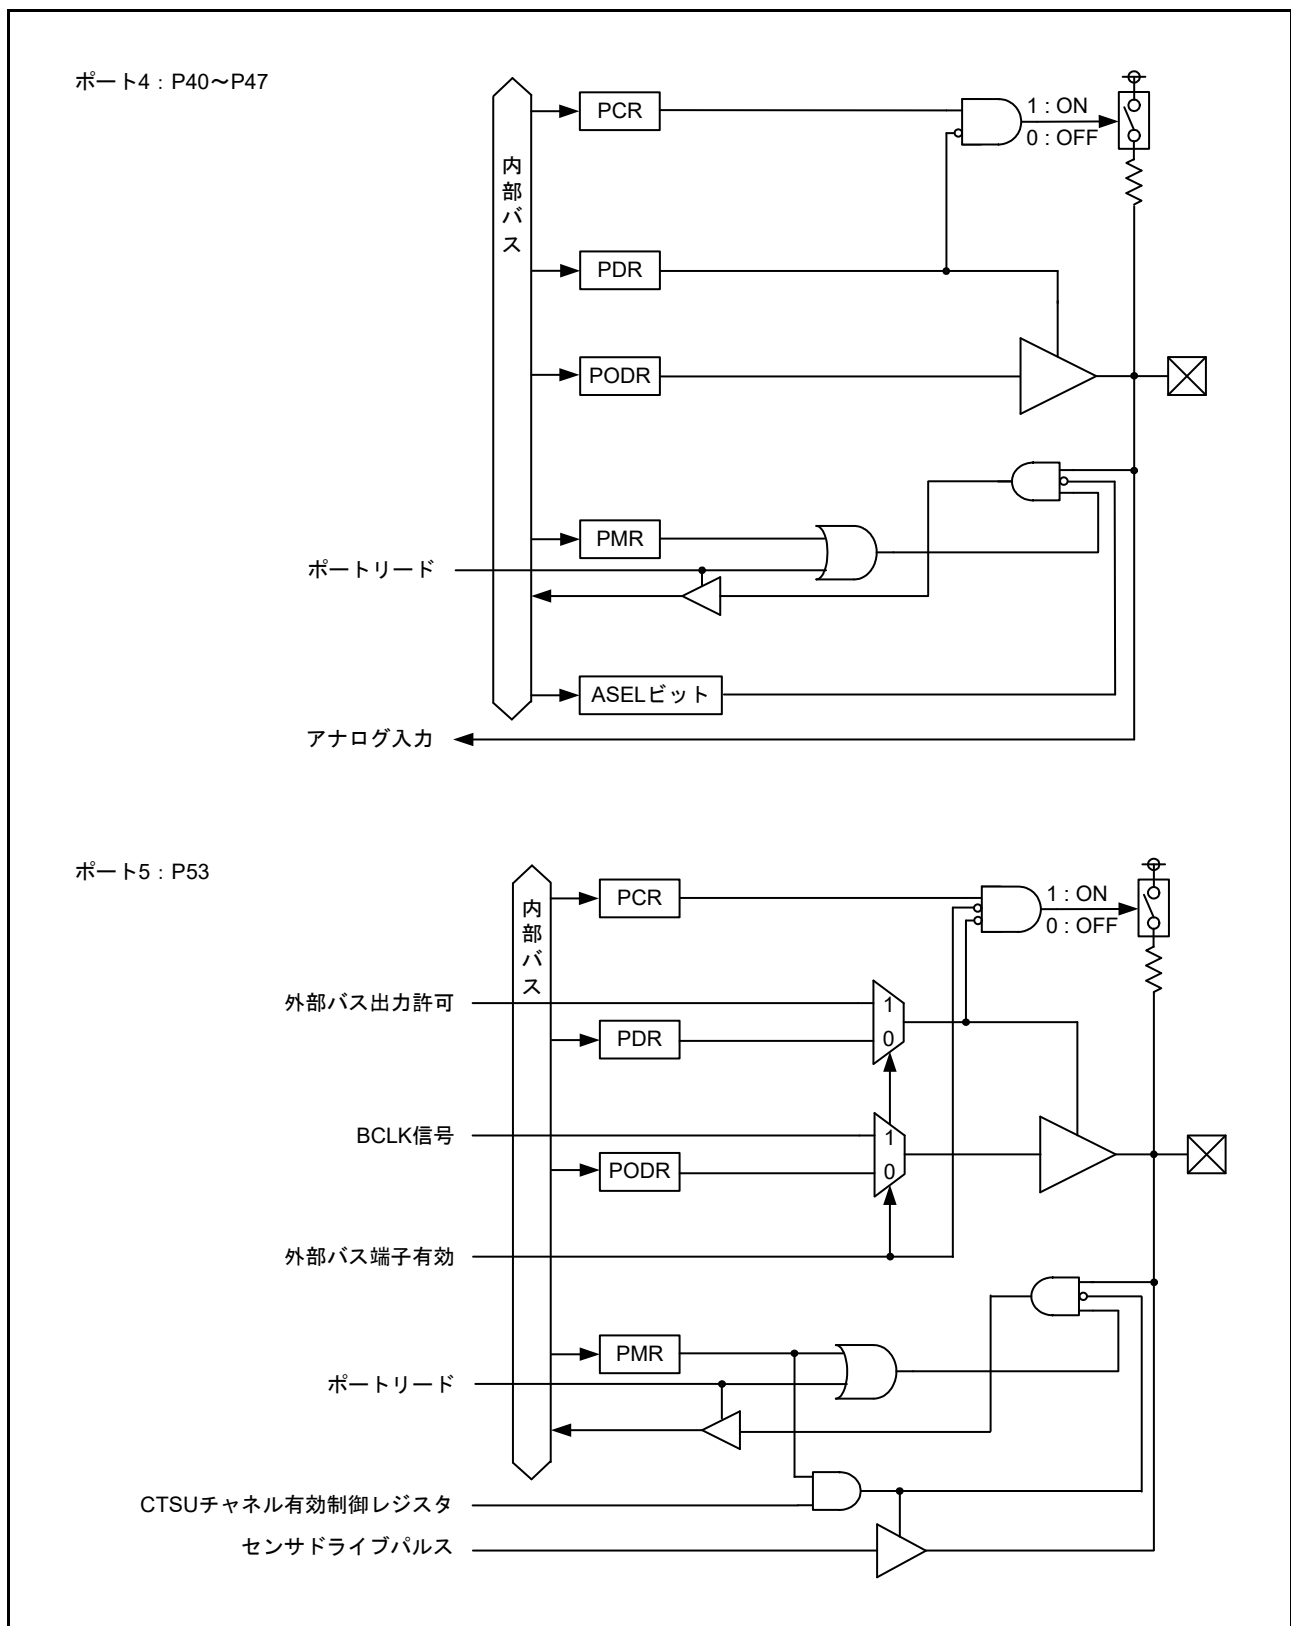 ポート4：P40～P47
PCR
1 : ON
0 : OFF
内部バス
PDR
PODR
PMR
ポートリード
ASELビット
アナログ入力
ポート5：P53
PCR
1 : ON
0 : OFF
内部バス
外部バス出力許可
1
PDR
0
BCLK信号
1
PODR
0
外部バス端子有効
PMR
ポートリード
CTSUチャネル有効制御レジスタ
センサドライブパルス